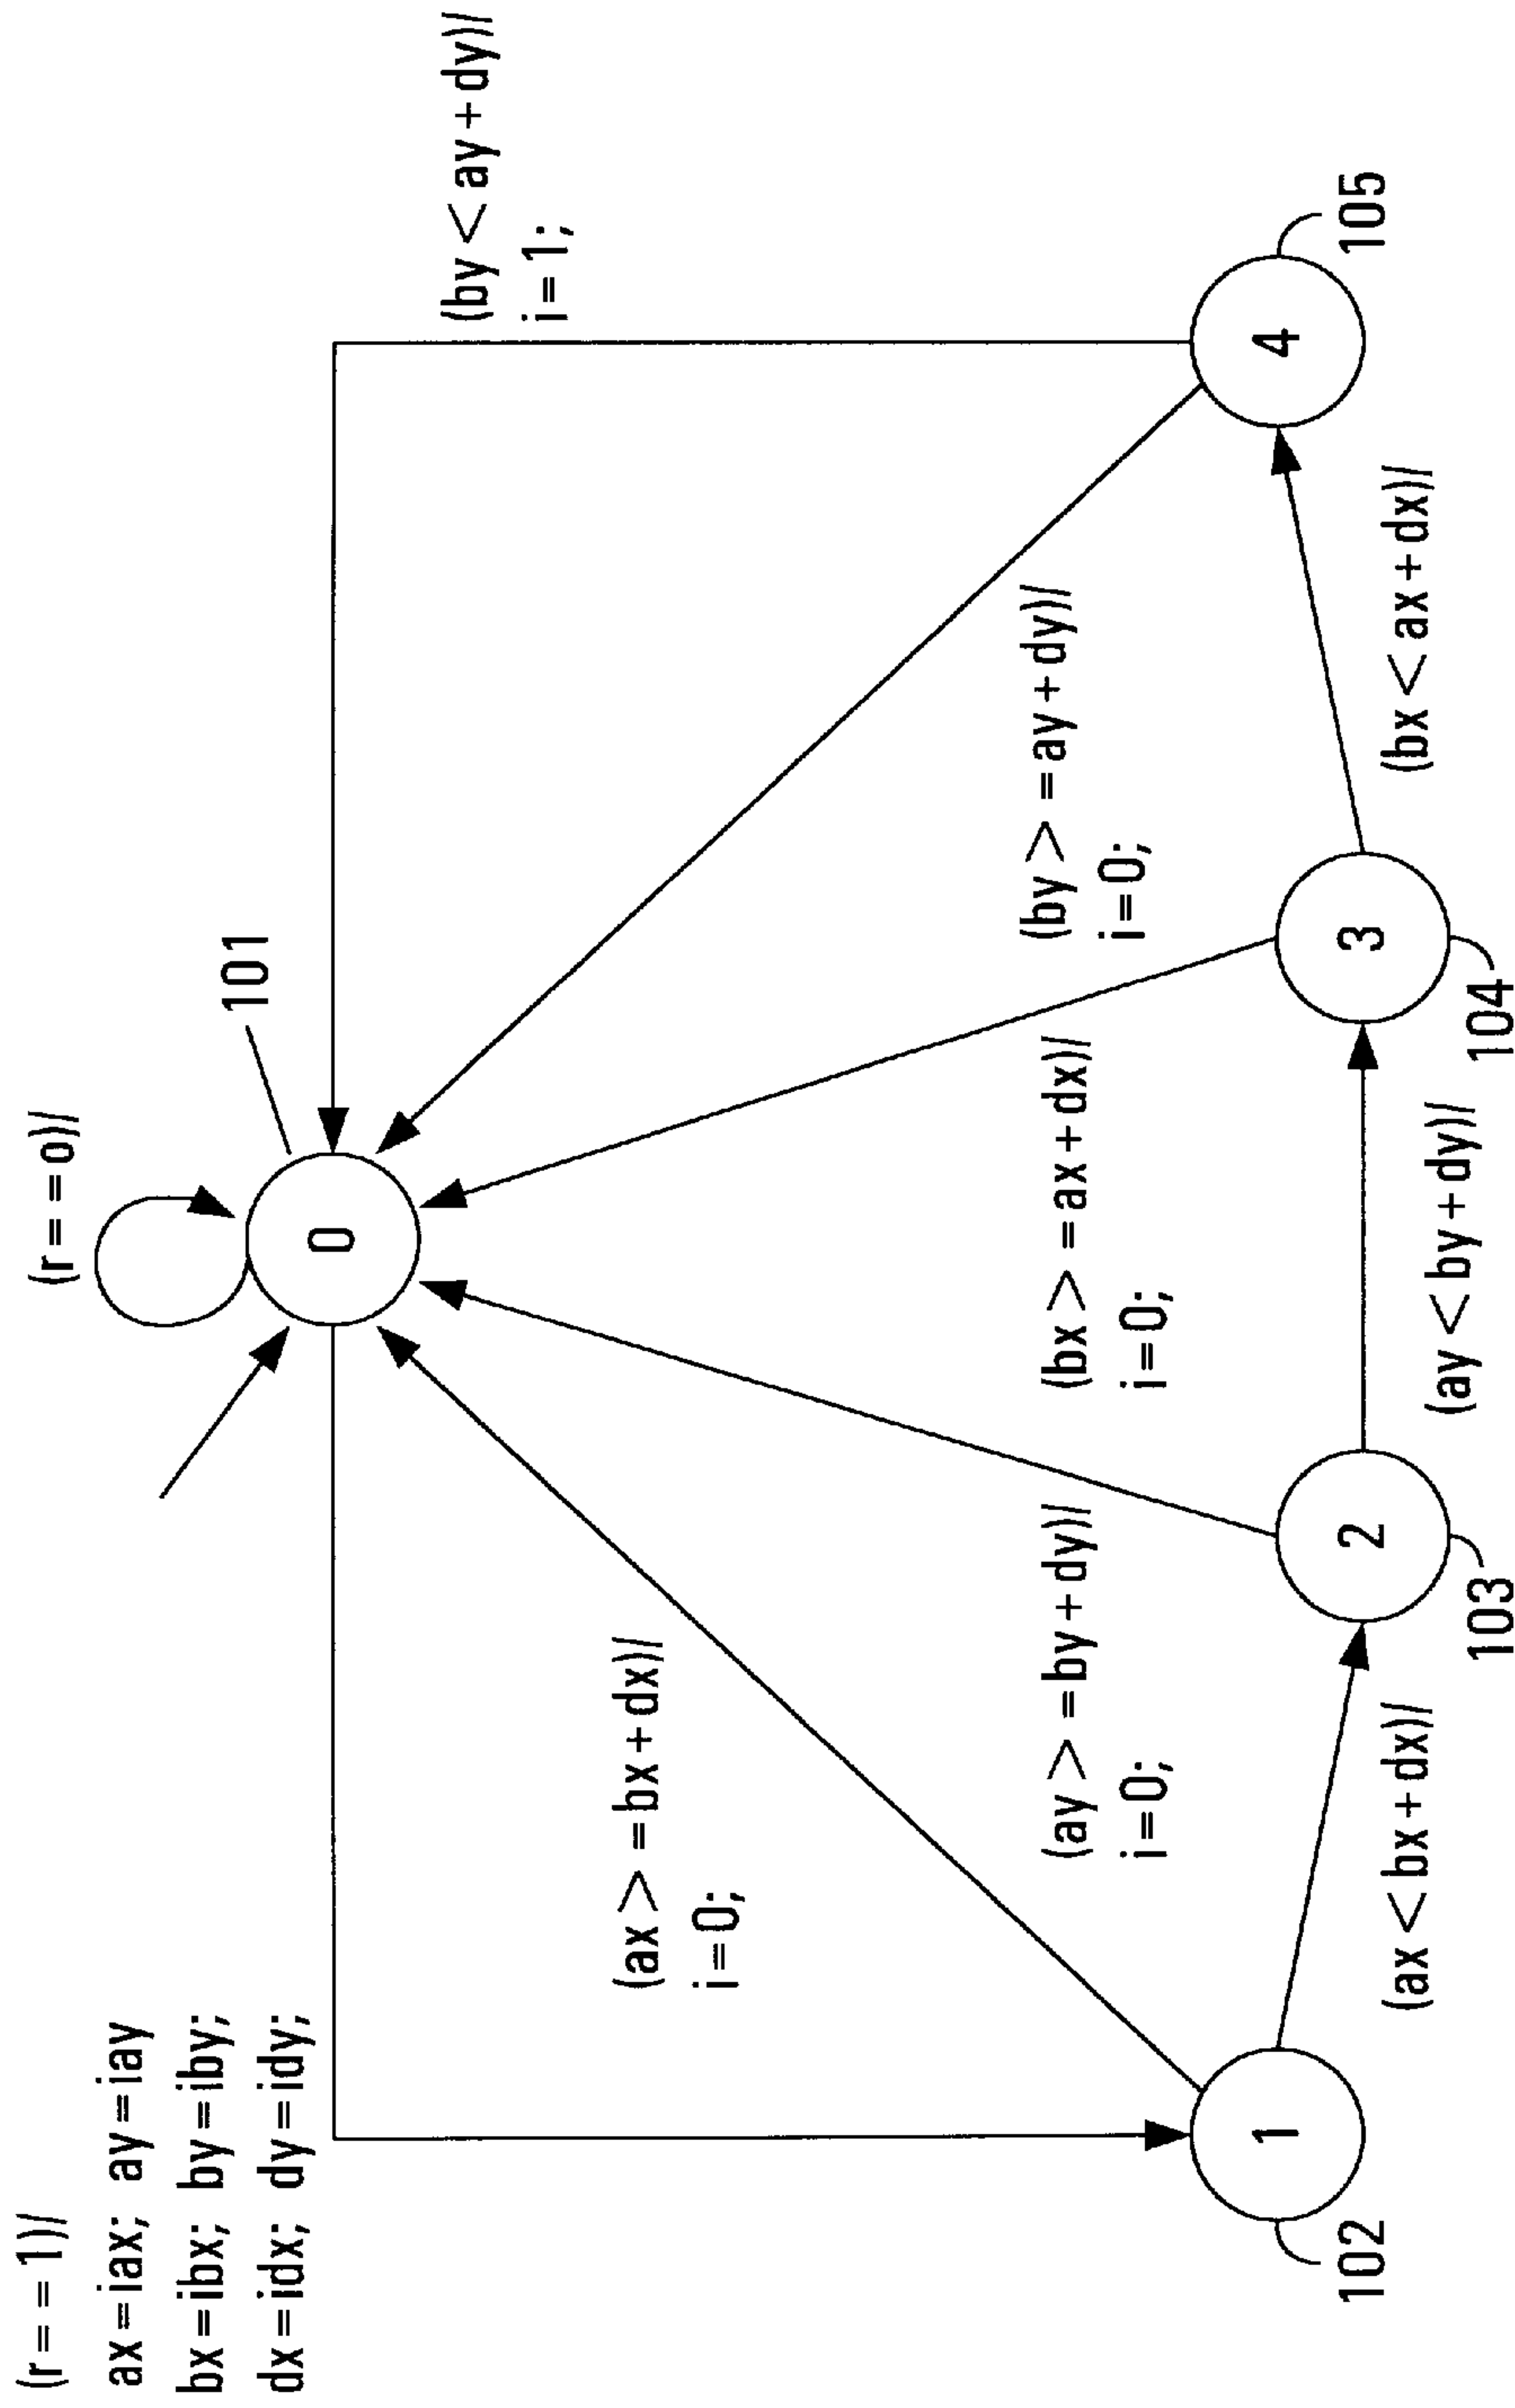 (r = = 1)/
ax = iax; ay = iay
bx = ibx; by = iby;
dx = idx; dy = idy;
(r = = o)/
101
0
(by < ay + dy)/
i = 1;
(ax > = bx + dx)/
i = 0;
(ay > = by + dy)/
i = 0;
(bx > = ax + dx)/
i = 0;
(by > = ay + dy)/
i = 0;
1
102
(ax < bx + dx)/
2
103
(ay < by + dy)/
3
104
(bx < ax + dx)/
4
105